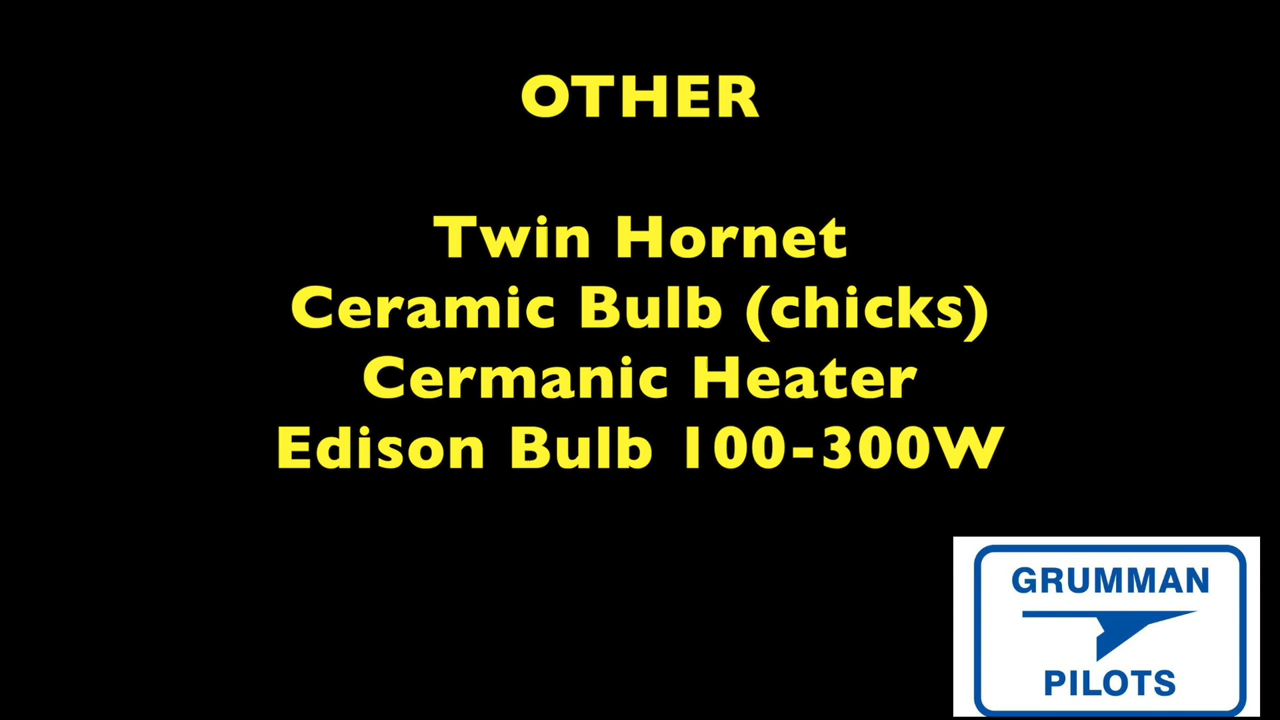 OTHER
Twin Hornet
Ceramic Bulb (chicks)
Cermanic Heater
Edison Bulb 100-300W
GRUMMAN
PILOTS